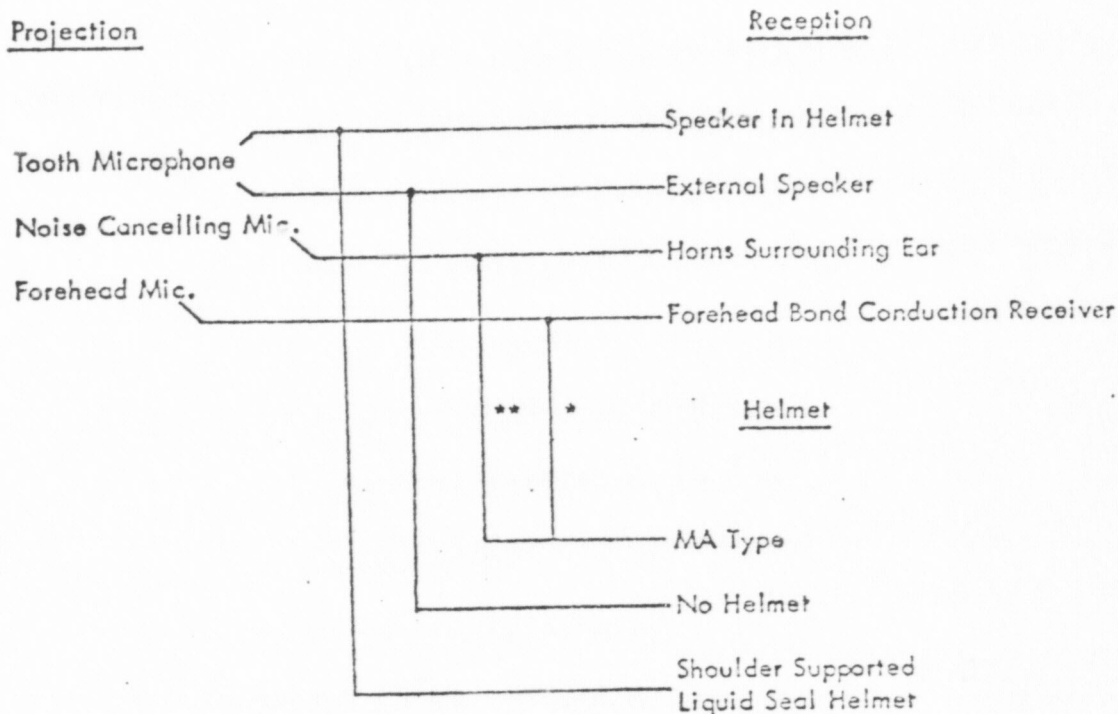 Projection
Reception
Speaker In Helmet
Tooth Microphone
External Speaker
Noise Cancelling Mic.
Horns Surrounding Ear
Forehead Mic.
Forehead Bond Conduction Receiver
** *
Helmet
MA Type
No Helmet
Shoulder Supported
Liquid Seal Helmet